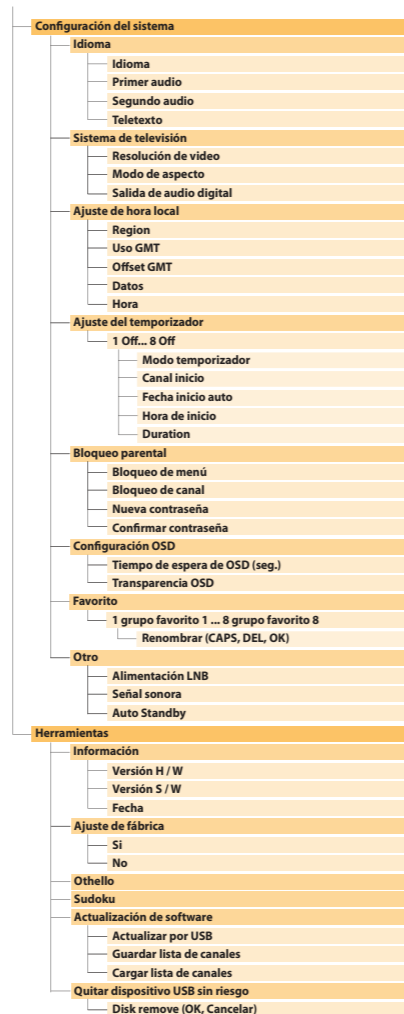 Configuración del sistema
Idioma
Idioma
Primer audio
Segundo audio
Teletexto
Sistema de televisión
Resolución de video
Modo de aspecto
Salida de audio digital
Ajuste de hora local
Region
Uso GMT
Offset GMT
Datos
Hora
Ajuste del temporizador
1 Off... 8 Off
Modo temporizador
Canal inicio
Fecha inicio auto
Hora de inicio
Duration
Bloqueo parental
Bloqueo de menú
Bloqueo de canal
Nueva contraseña
Confirmar contraseña
Configuración OSD
Tiempo de espera de OSD (seg.)
Transparencia OSD
Favorito
1 grupo favorito 1 ... 8 grupo favorito 8
Renombrar (CAPS, DEL, OK)
Otro
Alimentación LNB
Señal sonora
Auto Standby
Herramientas
Información
Versión H / W
Versión S / W
Fecha
Ajuste de fábrica
Si
No
Othello
Sudoku
Actualización de software
Actualizar por USB
Guardar lista de canales
Cargar lista de canales
Quitar dispositivo USB sin riesgo
Disk remove (OK, Cancelar)